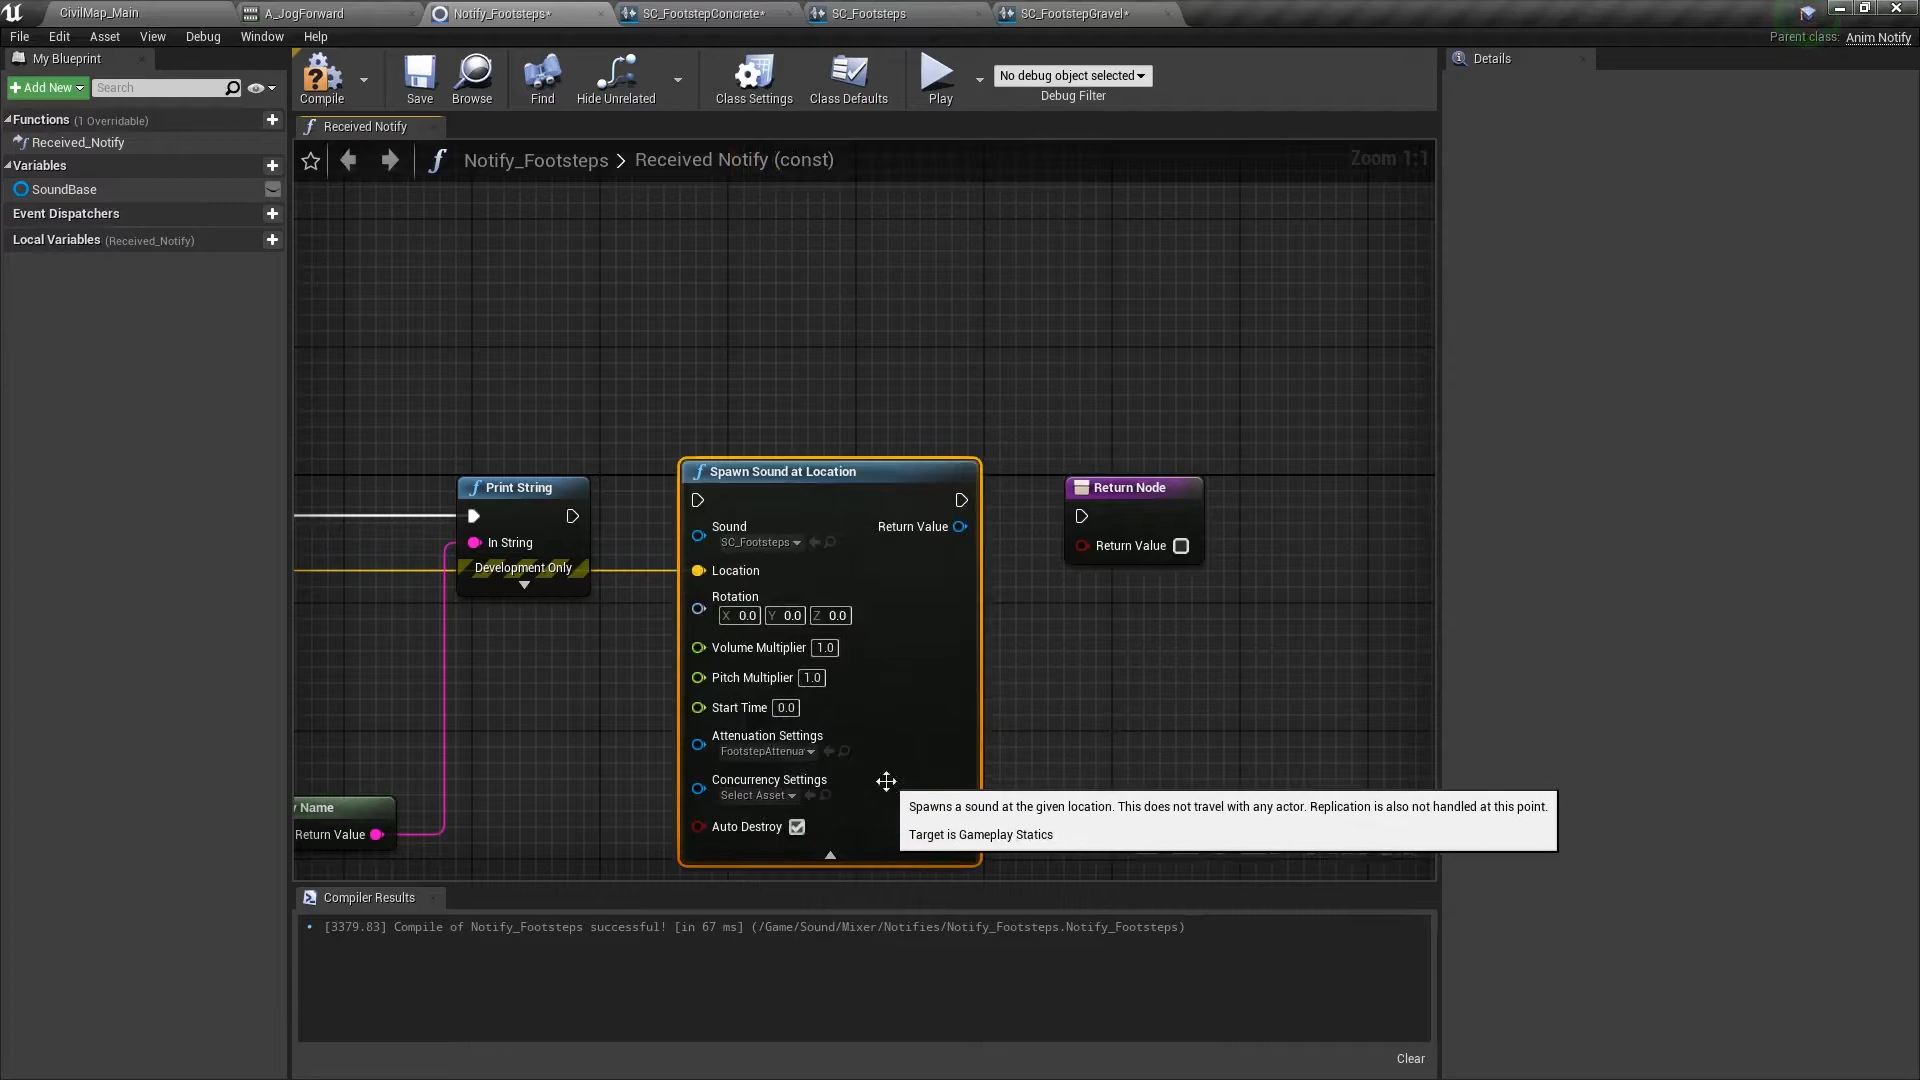 CivilMap_Main
A_JogForward
Notify_Footsteps*
SC_FootstepConcrete*
SC_Footsteps
SC_FootstepGravel*
File Edit Asset View Debug Window Help
Parent class: Anim Notify
My Blueprint
Add New
Search
Functions (1 Overridable)
Received_Notify
Variables
SoundBase
Event Dispatchers
Local Variables (Received_Notify)
Compile
Save
Browse
Find
Hide Unrelated
Class Settings
Class Defaults
Play
No debug object selected
Debug Filter
Details
Received Notify
Notify_Footsteps > Received Notify (const)
Zoom 1:1
Print String
In String
Development Only
Name
Return Value
Spawn Sound at Location
Sound
SC_Footsteps
Return Value
Location
Rotation
X 0.0 Y 0.0 Z 0.0
Volume Multiplier 1.0
Pitch Multiplier 1.0
Start Time 0.0
Attenuation Settings
FootstepAttenua
Concurrency Settings
Select Asset
Auto Destroy
Return Node
Return Value
Spawns a sound at the given location. This does not travel with any actor. Replication is also not handled at this point.
Target is Gameplay Statics
Compiler Results
• [3379.83] Compile of Notify_Footsteps successful! [in 67 ms] (/Game/Sound/Mixer/Notifies/Notify_Footsteps.Notify_Footsteps)
Clear